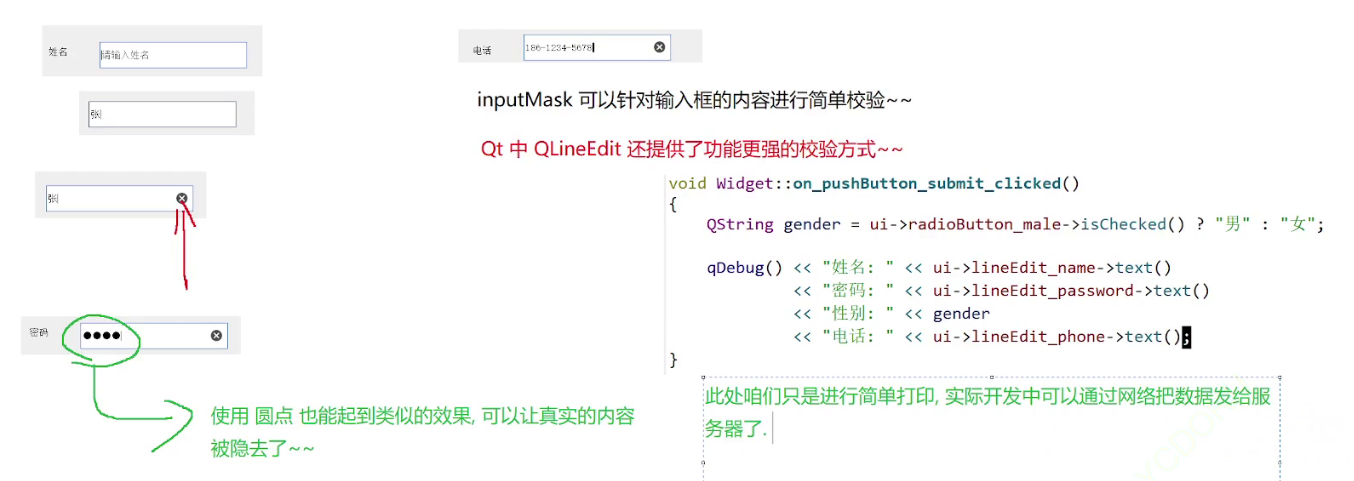 姓名
请输入姓名
张
张
密码
使用 圆点 也能起到类似的效果, 可以让真实的内容
被隐去了~~
电话
186-1234-5678
inputMask 可以针对输入框的内容进行简单校验~~
Qt 中 QLineEdit 还提供了功能更强的校验方式~~
void Widget::on_pushButton_submit_clicked()
{
QString gender = ui->radioButton_male->isChecked() ? "男" : "女";
qDebug() << "姓名: " << ui->lineEdit_name->text()
<< "密码: " << ui->lineEdit_password->text()
<< "性别: " << gender
<< "电话: " << ui->lineEdit_phone->text();
}
此处咱们只是进行简单打印, 实际开发中可以通过网络把数据发给服
务器了.